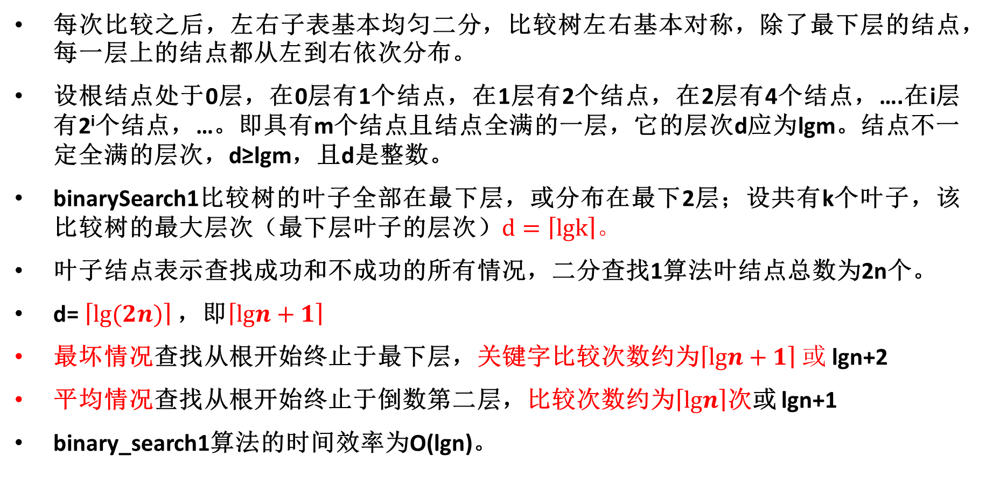 • 每次比较之后，左右子表基本均匀二分，比较树左右基本对称，除了最下层的结点，
每一层上的结点都从左到右依次分布。
• 设根结点处于0层，在0层有1个结点，在1层有2个结点，在2层有4个结点，….在i层
有2ⁱ个结点，…。即具有m个结点且结点全满的一层，它的层次d应为lgm。结点不一
定全满的层次，d≥lgm，且d是整数。
• binarySearch1比较树的叶子全部在最下层，或分布在最下2层；设共有k个叶子，该
比较树的最大层次（最下层叶子的层次）d = ⌈lgk⌉。
• 叶子结点表示查找成功和不成功的所有情况，二分查找1算法叶结点总数为2n个。
• d= ⌈lg(2n)⌉ ，即⌈lgn + 1⌉
• 最坏情况查找从根开始终止于最下层，关键字比较次数约为⌈lgn + 1⌉ 或 lgn+2
• 平均情况查找从根开始终止于倒数第二层，比较次数约为⌈lgn⌉次或 lgn+1
• binary_search1算法的时间效率为O(lgn)。